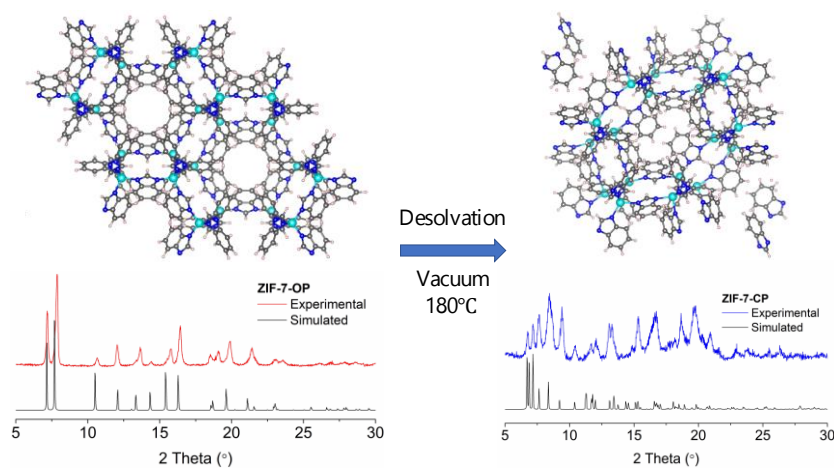 Desolvation
Vacuum
180℃
ZIF-7-OP
Experimental
Simulated
5 10 15 20 25 30
2 Theta (°)
ZIF-7-CP
Experimental
Simulated
5 10 15 20 25 30
2 Theta (°)